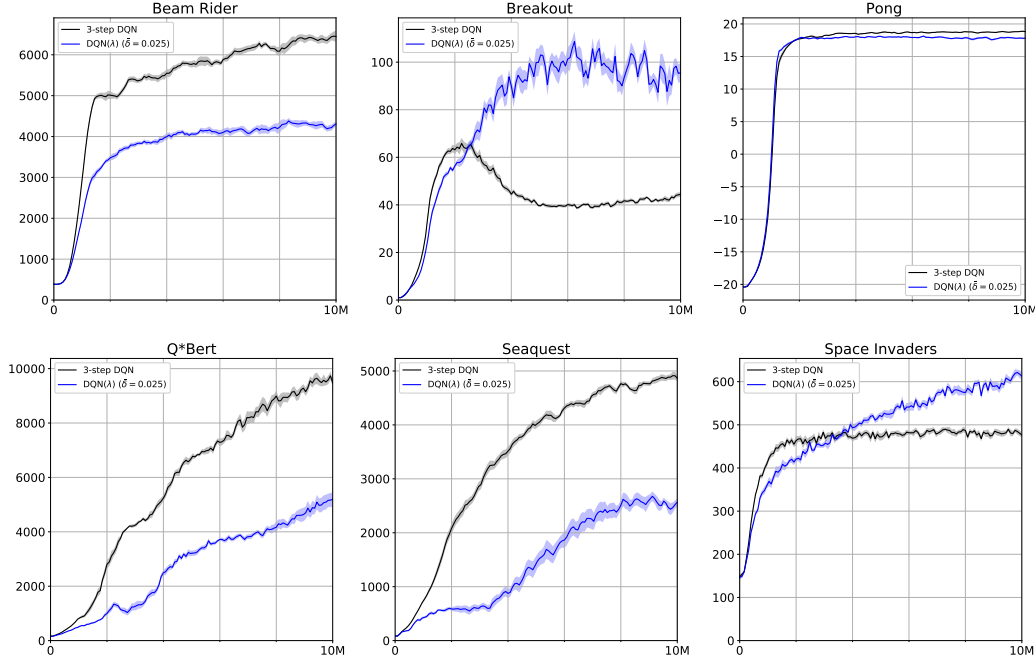 Beam Rider
3-step DQN
DQN(λ) (δ̄ = 0.025)
6000
5000
4000
3000
2000
1000
0
0
10M
Breakout
3-step DQN
DQN(λ) (δ̄ = 0.025)
100
80
60
40
20
0
0
10M
Pong
20
15
10
5
0
−5
−10
−15
−20
3-step DQN
DQN(λ) (δ̄ = 0.025)
0
10M
Q*Bert
3-step DQN
DQN(λ) (δ̄ = 0.025)
10000
8000
6000
4000
2000
0
0
10M
Seaquest
3-step DQN
DQN(λ) (δ̄ = 0.025)
5000
4000
3000
2000
1000
0
0
10M
Space Invaders
3-step DQN
DQN(λ) (δ̄ = 0.025)
600
500
400
300
200
100
0
0
10M